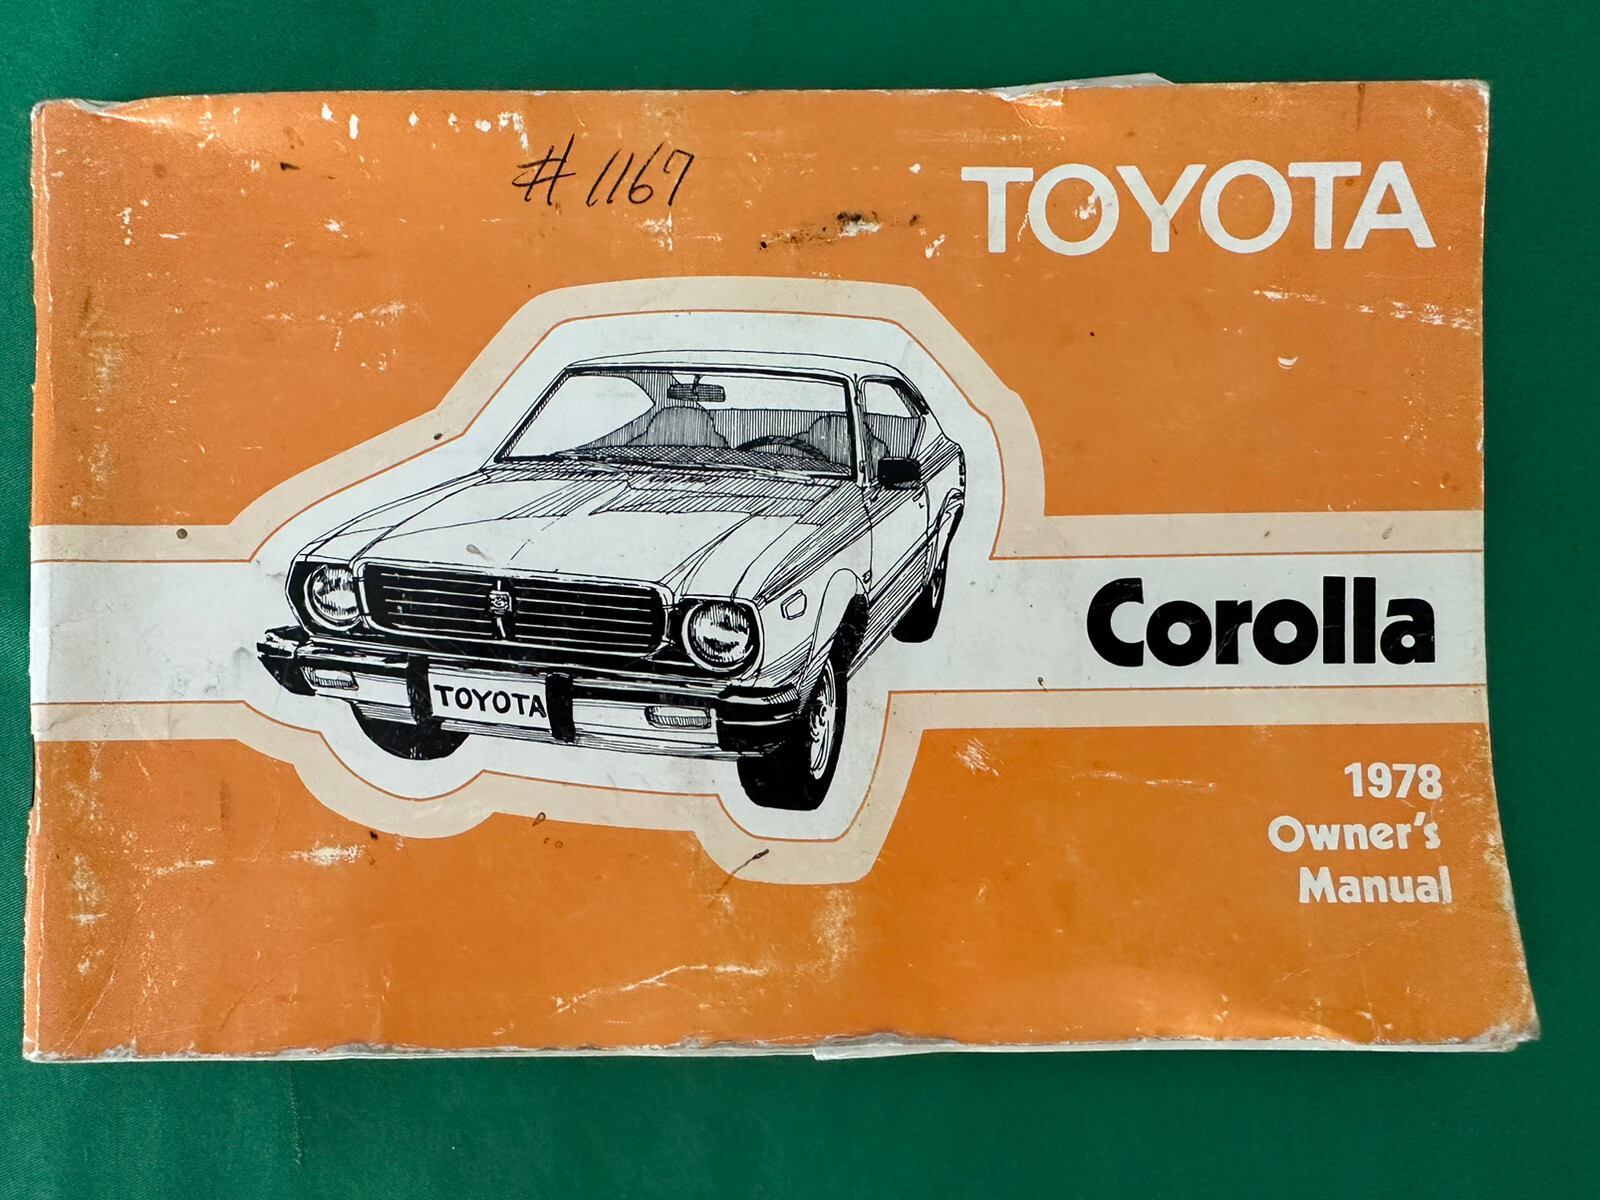 # 1167
TOYOTA
Corolla
TOYOTA
1978
Owner's
Manual